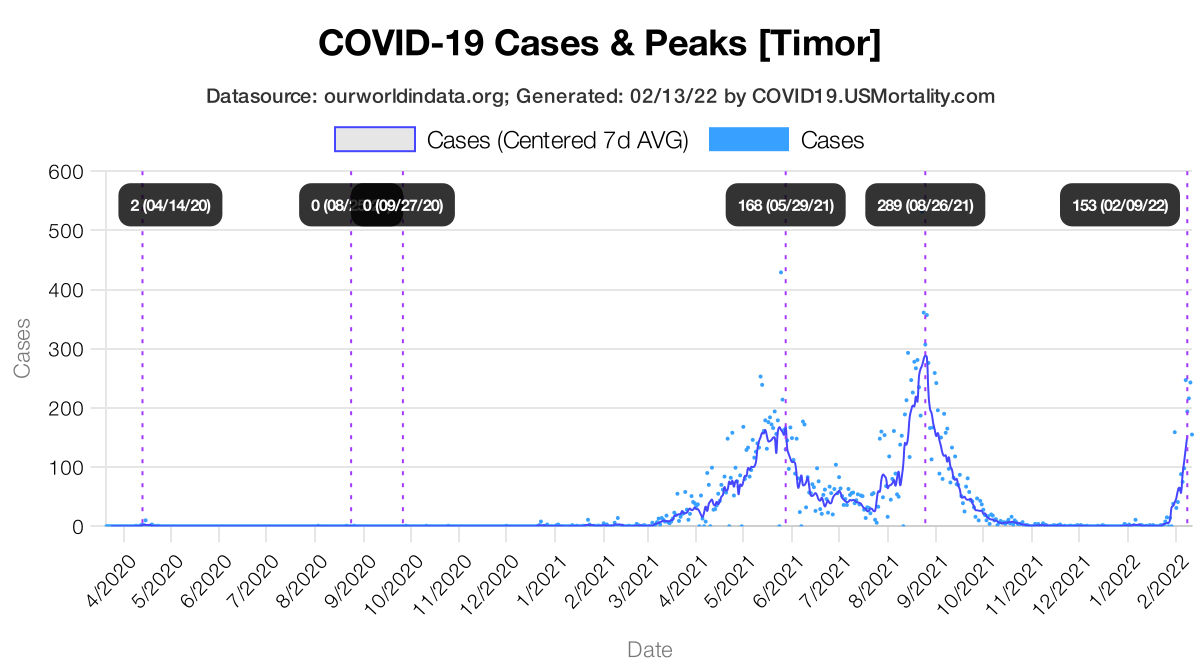 COVID-19 Cases & Peaks [Timor]
Datasource: ourworldindata.org; Generated: 02/13/22 by COVID19.USMortality.com
Cases (Centered 7d AVG) Cases
600
500
400
300
200
100
0
Cases
2 (04/14/20) 0 (08/2 0 (09/27/20) 168 (05/29/21) 289 (08/26/21) 153 (02/09/22)
4/2020 5/2020 6/2020 7/2020 8/2020 9/2020 10/2020 11/2020 12/2020 1/2021 2/2021 3/2021 4/2021 5/2021 6/2021 7/2021 8/2021 9/2021 10/2021 11/2021 12/2021 1/2022 2/2022
Date